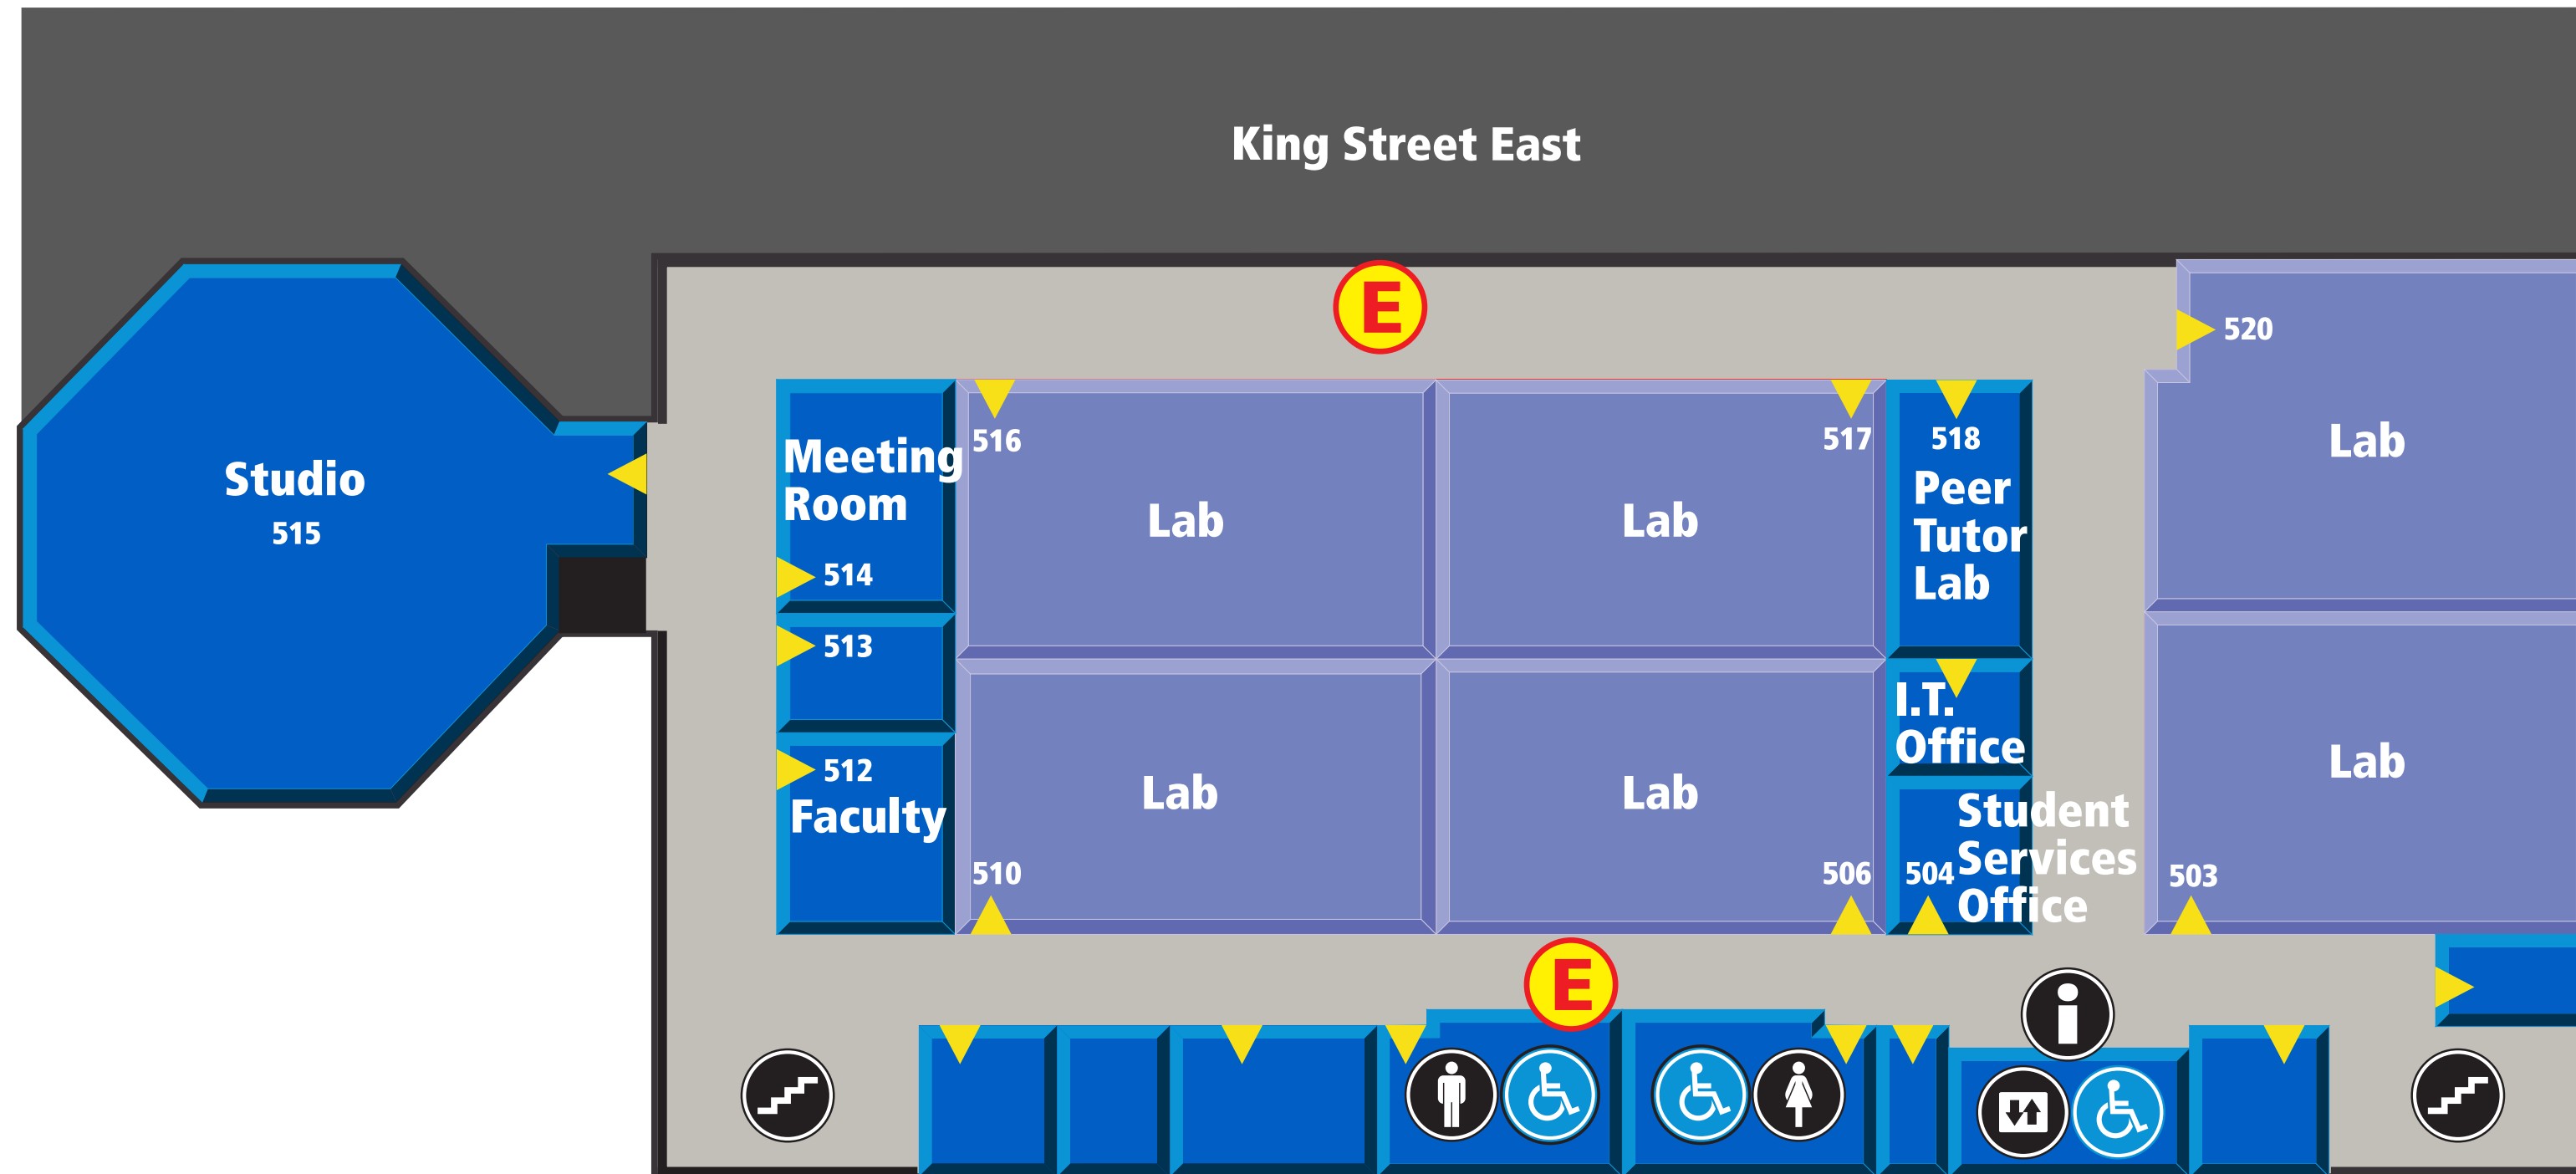 King Street East
E
520
516
517
518
Lab
Meeting
Room
Studio
515
Peer
Tutor
Lab
Lab
Lab
514
513
I.T.
Office
512
Faculty
Lab
Lab
Lab
Student
Services
Office
510
506
504
503
E
i